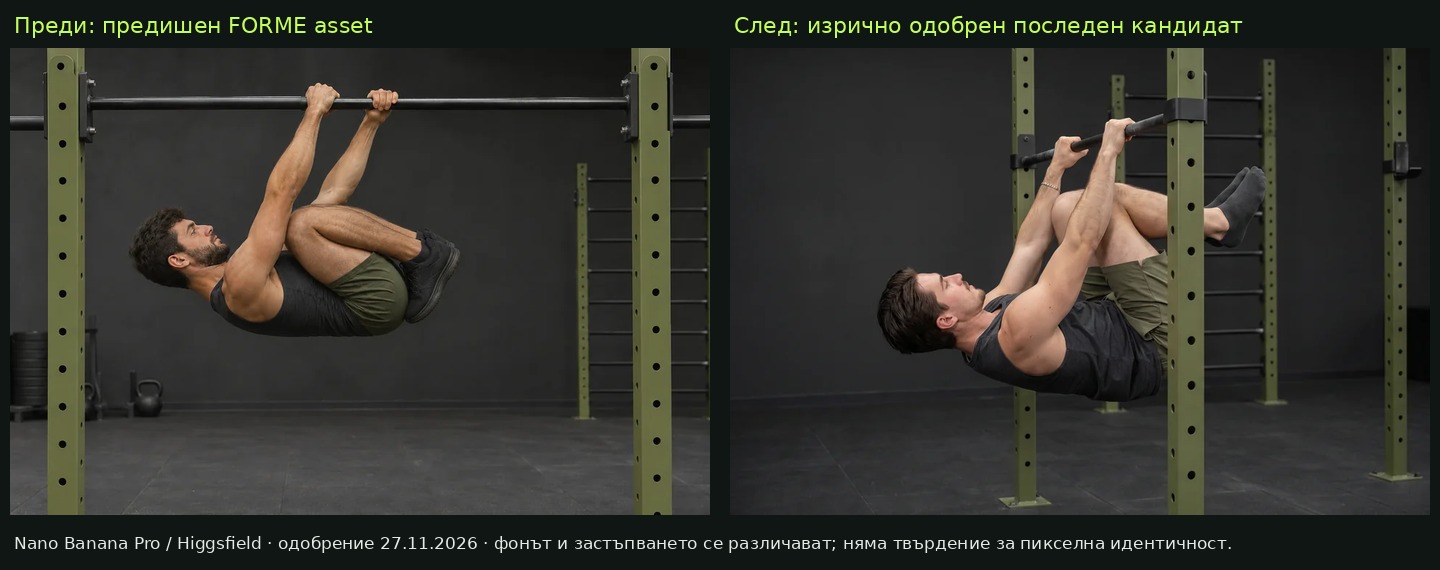 Преди: предишен FORME asset
След: изрично одобрен последен кандидат
Nano Banana Pro / Higgsfield · одобрение 27.11.2026 · фонът и застъпването се различават; няма твърдение за пикселна идентичност.